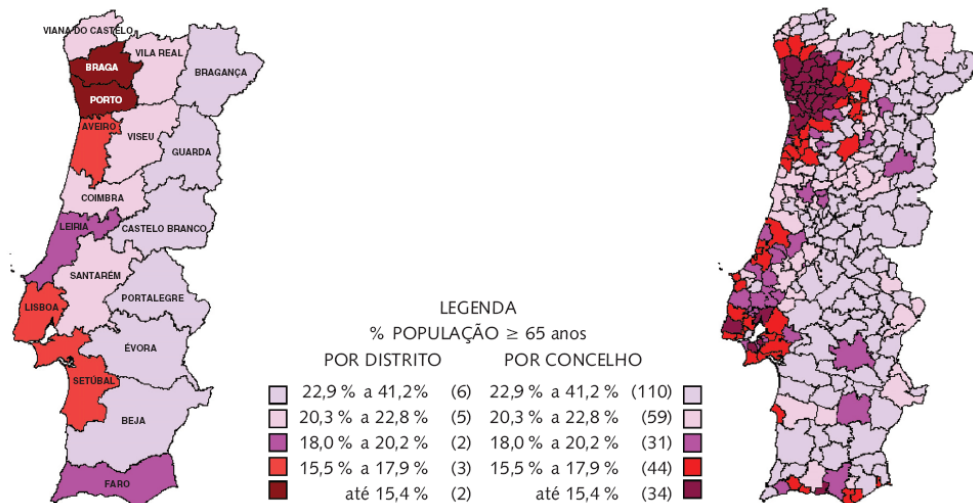 VIANA DO CASTELO
VILA REAL
BRAGA
BRAGANÇA
PORTO
AVEIRO
VISEU
GUARDA
COIMBRA
LEIRIA
CASTELO BRANCO
SANTARÉM
PORTALEGRE
LISBOA
ÉVORA
SETÚBAL
BEJA
FARO
LEGENDA
% POPULAÇÃO ≥ 65 anos
POR DISTRITO POR CONCELHO
22,9 % a 41,2% (6) 22,9 % a 41,2% (110)
20,3 % a 22,8% (5) 20,3 % a 22,8% (59)
18,0 % a 20,2% (2) 18,0 % a 20,2% (31)
15,5 % a 17,9% (3) 15,5 % a 17,9% (44)
até 15,4% (2) até 15,4% (34)